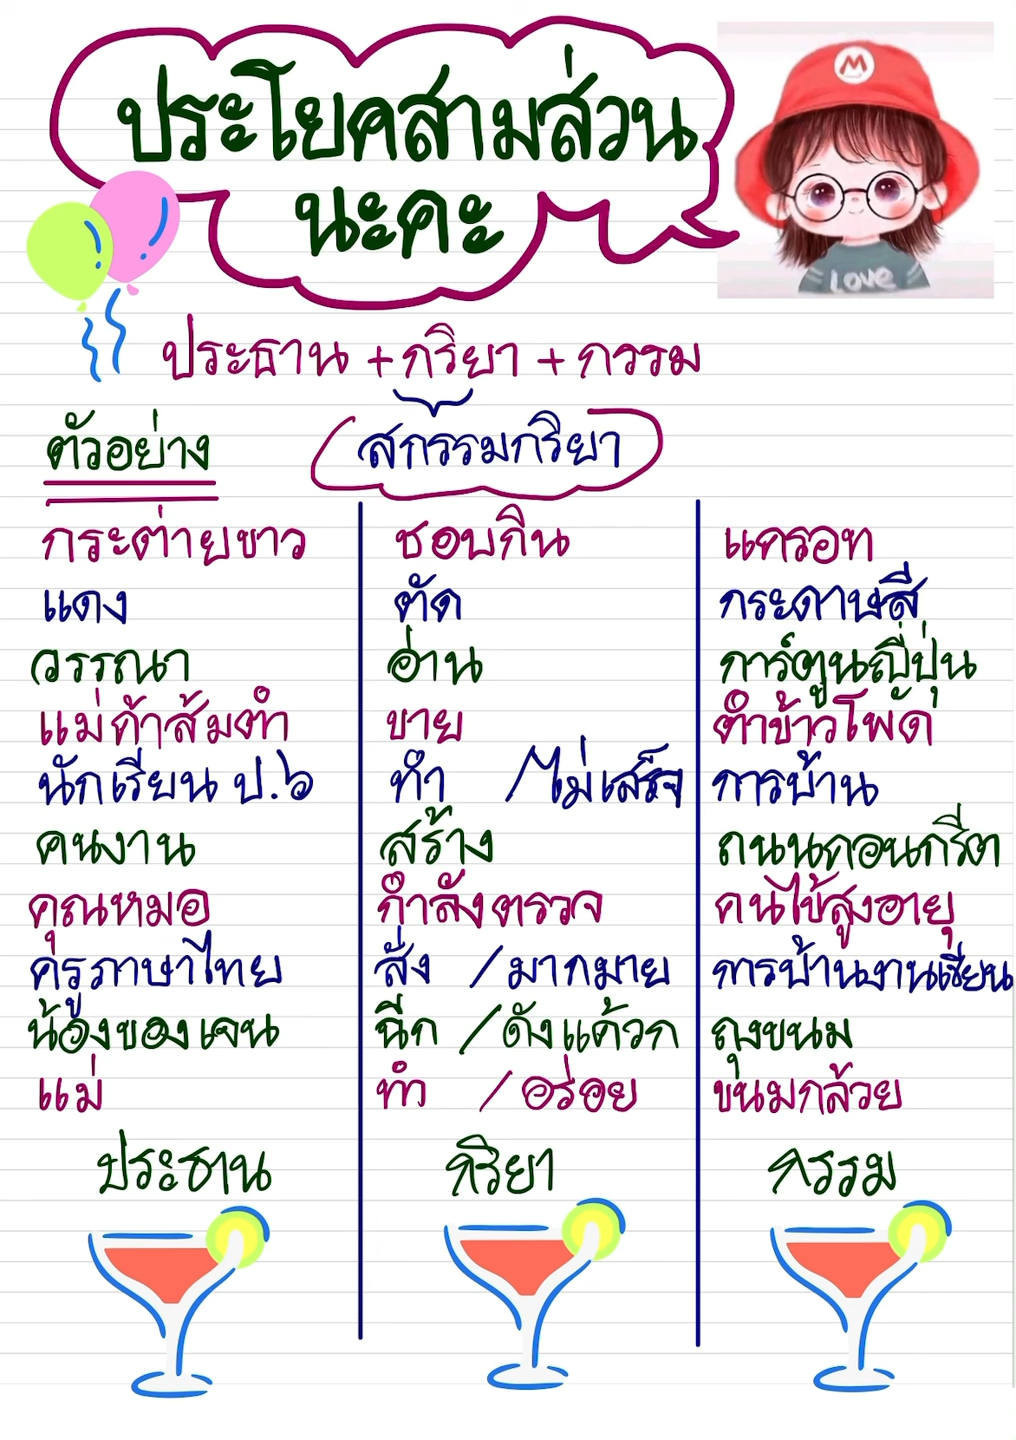 ประโยคสามส่วน
นะคะ
M
LOVE
ประธาน + กริยา + กรรม
ตัวอย่าง สกรรมกริยา
กระต่ายขาว ชอบกิน แครอท
แดง ตัด กระดาษสี
วรรณา อ่าน การ์ตูนญี่ปุ่น
แม่ค้าส้มตำ ขาย ตำข้าวโพด
นักเรียน ป.๖ ทำ /ไม่เสร็จ การบ้าน
คนงาน สร้าง ถนนคอนกรีต
คุณหมอ กำลังตรวจ คนไข้สูงอายุ
ครูภาษาไทย สั่ง /มากมาย การบ้านงานเขียน
น้องของเจน ฉีก /ดังแคว้ก ถุงขนม
แม่ ทำ /อร่อย ขนมกล้วย
ประธาน กริยา กรรม